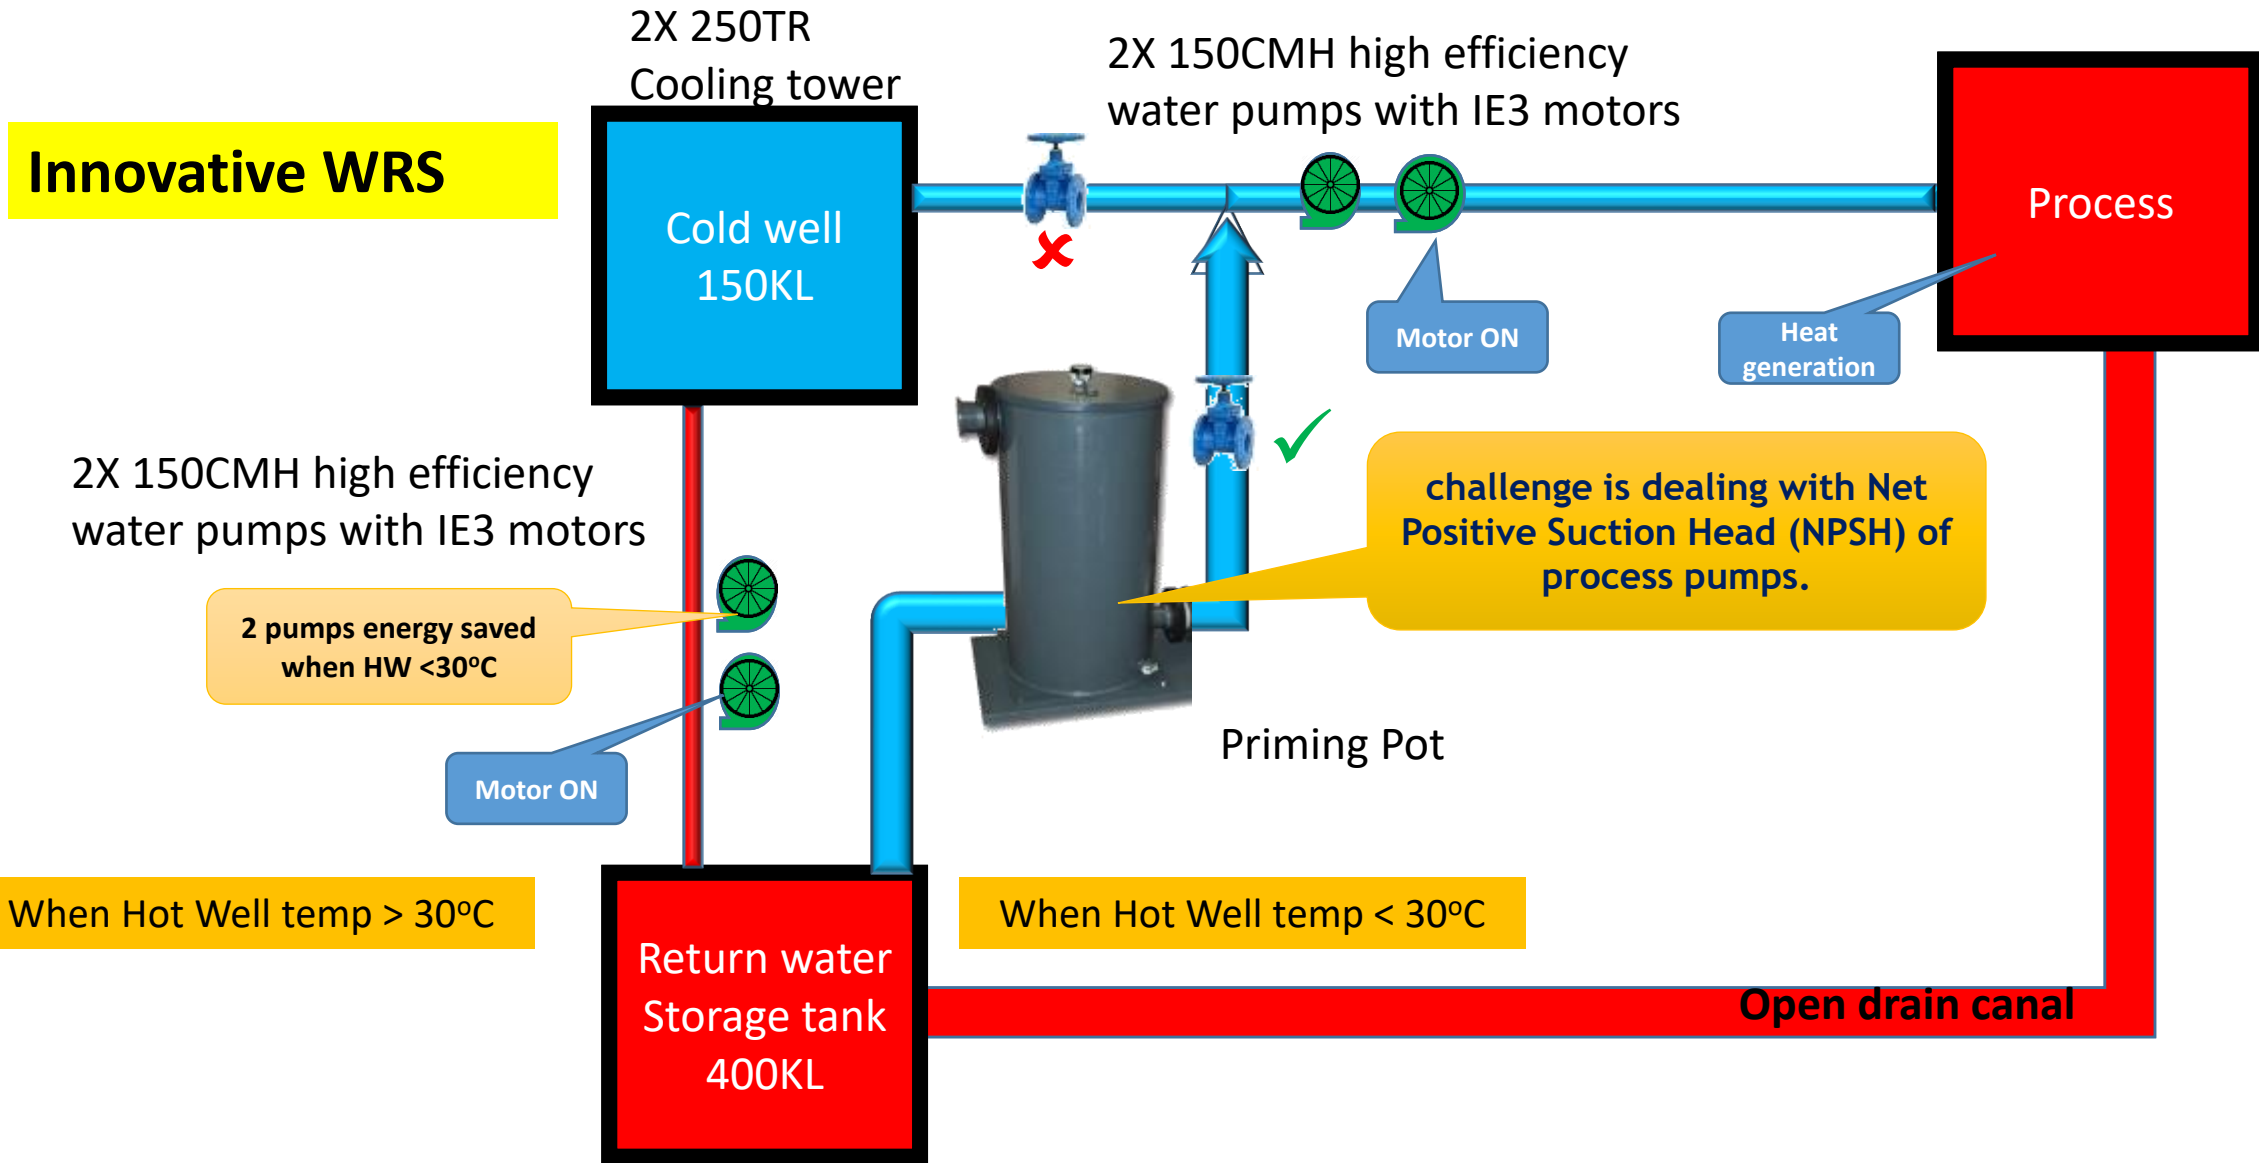 2X 250TR
Cooling tower
2X 150CMH high efficiency
water pumps with IE3 motors
Innovative WRS
Cold well
150KL
Process
Motor ON
Heat
generation
2X 150CMH high efficiency
water pumps with IE3 motors
challenge is dealing with Net
Positive Suction Head (NPSH) of
process pumps.
2 pumps energy saved
when HW <30°C
Motor ON
Priming Pot
When Hot Well temp > 30°C
When Hot Well temp < 30°C
Return water
Storage tank
400KL
Open drain canal